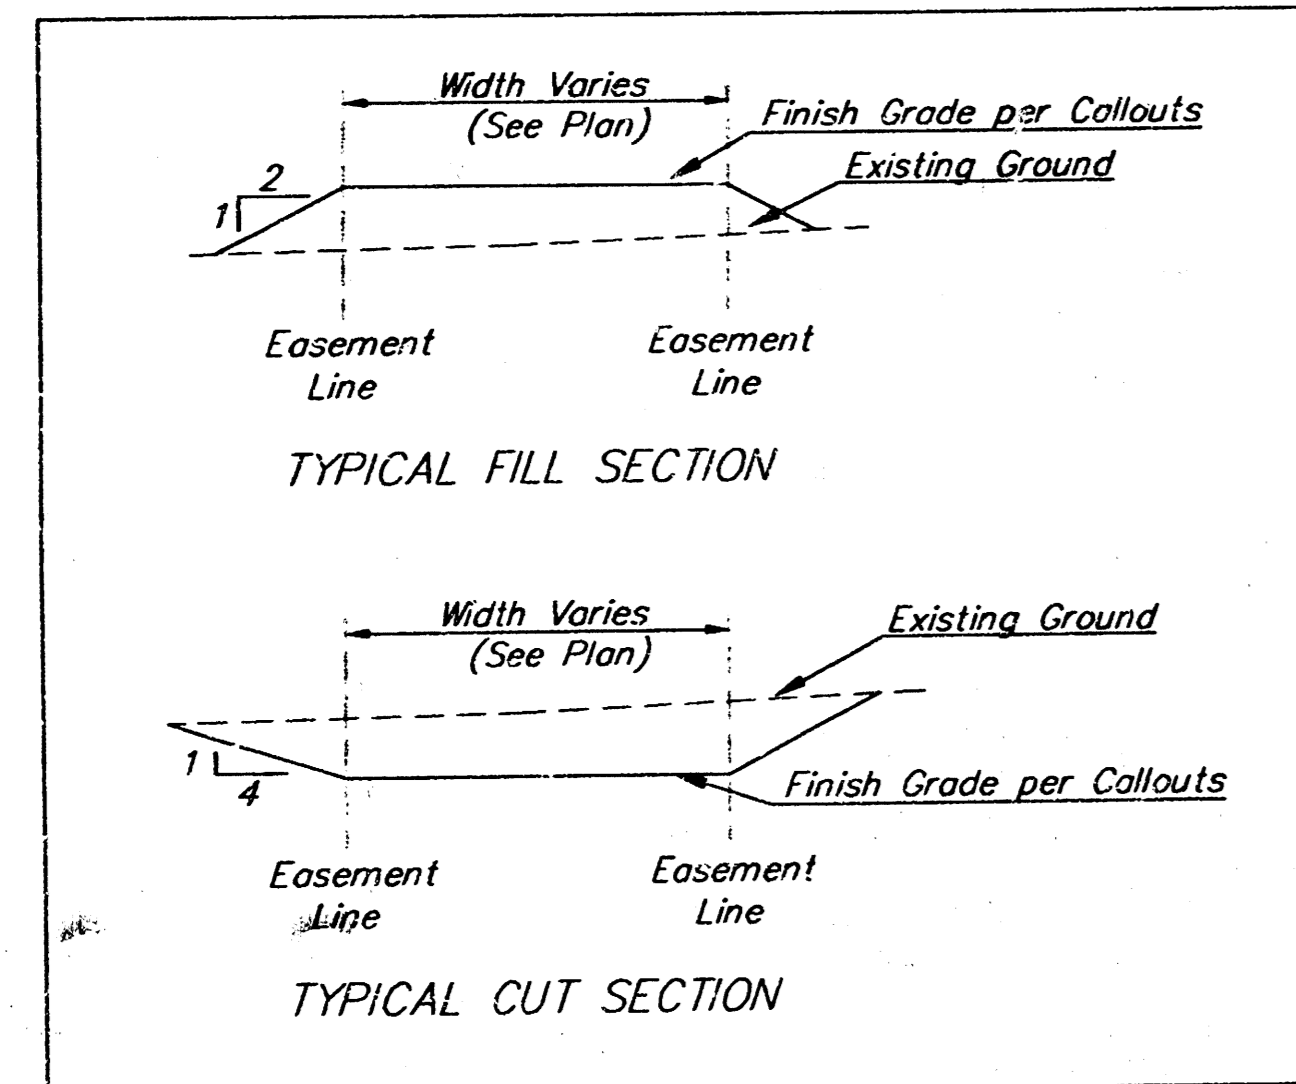 Width Varies
(See Plan)
Finish Grade per Callouts
Existing Ground
2
1
Easement
Line
Easement
Line
TYPICAL FILL SECTION
Width Varies
(See Plan)
Existing Ground
1
4
Finish Grade per Callouts
Easement
Line
Easement
Line
TYPICAL CUT SECTION